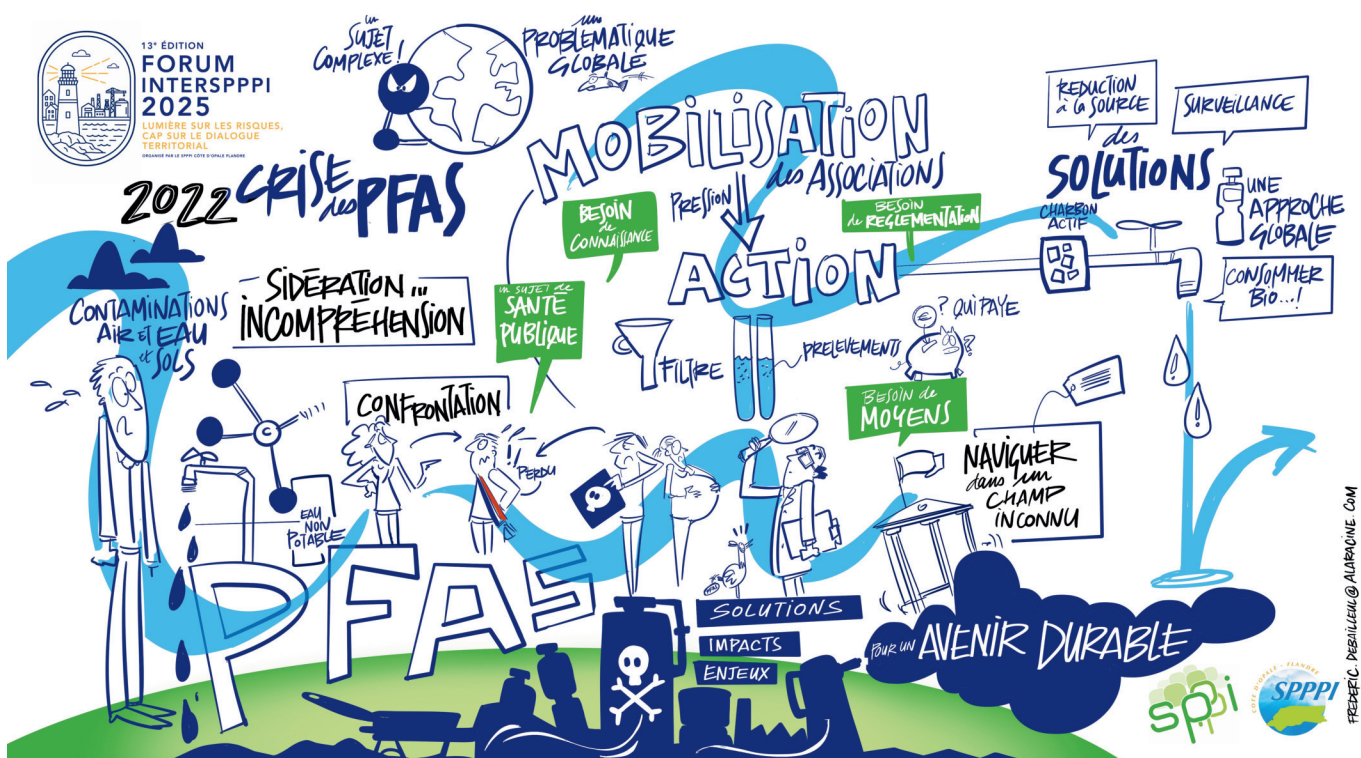 13e ÉDITION
FORUM
INTERSPPPI
2025
LUMIÈRE SUR LES RISQUES,
CAP SUR LE DIALOGUE
TERRITORIAL
ORGANISÉ PAR LE SPPPI CÔTE D'OPALE FLANDRE
un
SUJET
COMPLEXE !
une
PROBLÉMATIQUE
GLOBALE
2022 CRISE des PFAS
MOBILISATION
des ASSOCIATIONS
PRESSION
ACTION
BESOIN
de
CONNAISSANCE
BESOIN
de REGLEMENTATION
REDUCTION
à la SOURCE
SURVEILLANCE
des
SOLUTIONS
CHARBON
ACTIF
UNE
APPROCHE
GLOBALE
CONSOMMER
BIO...!
CONTAMINATIONS
AIR ET EAU
et SOLS
SIDÉRATION ...
INCOMPRÉHENSION
UN SUJET de
SANTÉ
PUBLIQUE
CONFRONTATION
PERDU
FILTRE
PRELEVEMENTS
€
? QUI PAYE
?
BESOIN de
MOYENS
NAVIGUER
dans un
CHAMP
INCONNU
C
EAU
NON
POTABLE
PFAS
SOLUTIONS
IMPACTS
ENJEUX
POUR UN AVENIR DURABLE
spppi
CÔTE D'OPALE - FLANDRE
SPPPI
FREDERIC.DEBAILLEUL@ALARACINE.COM